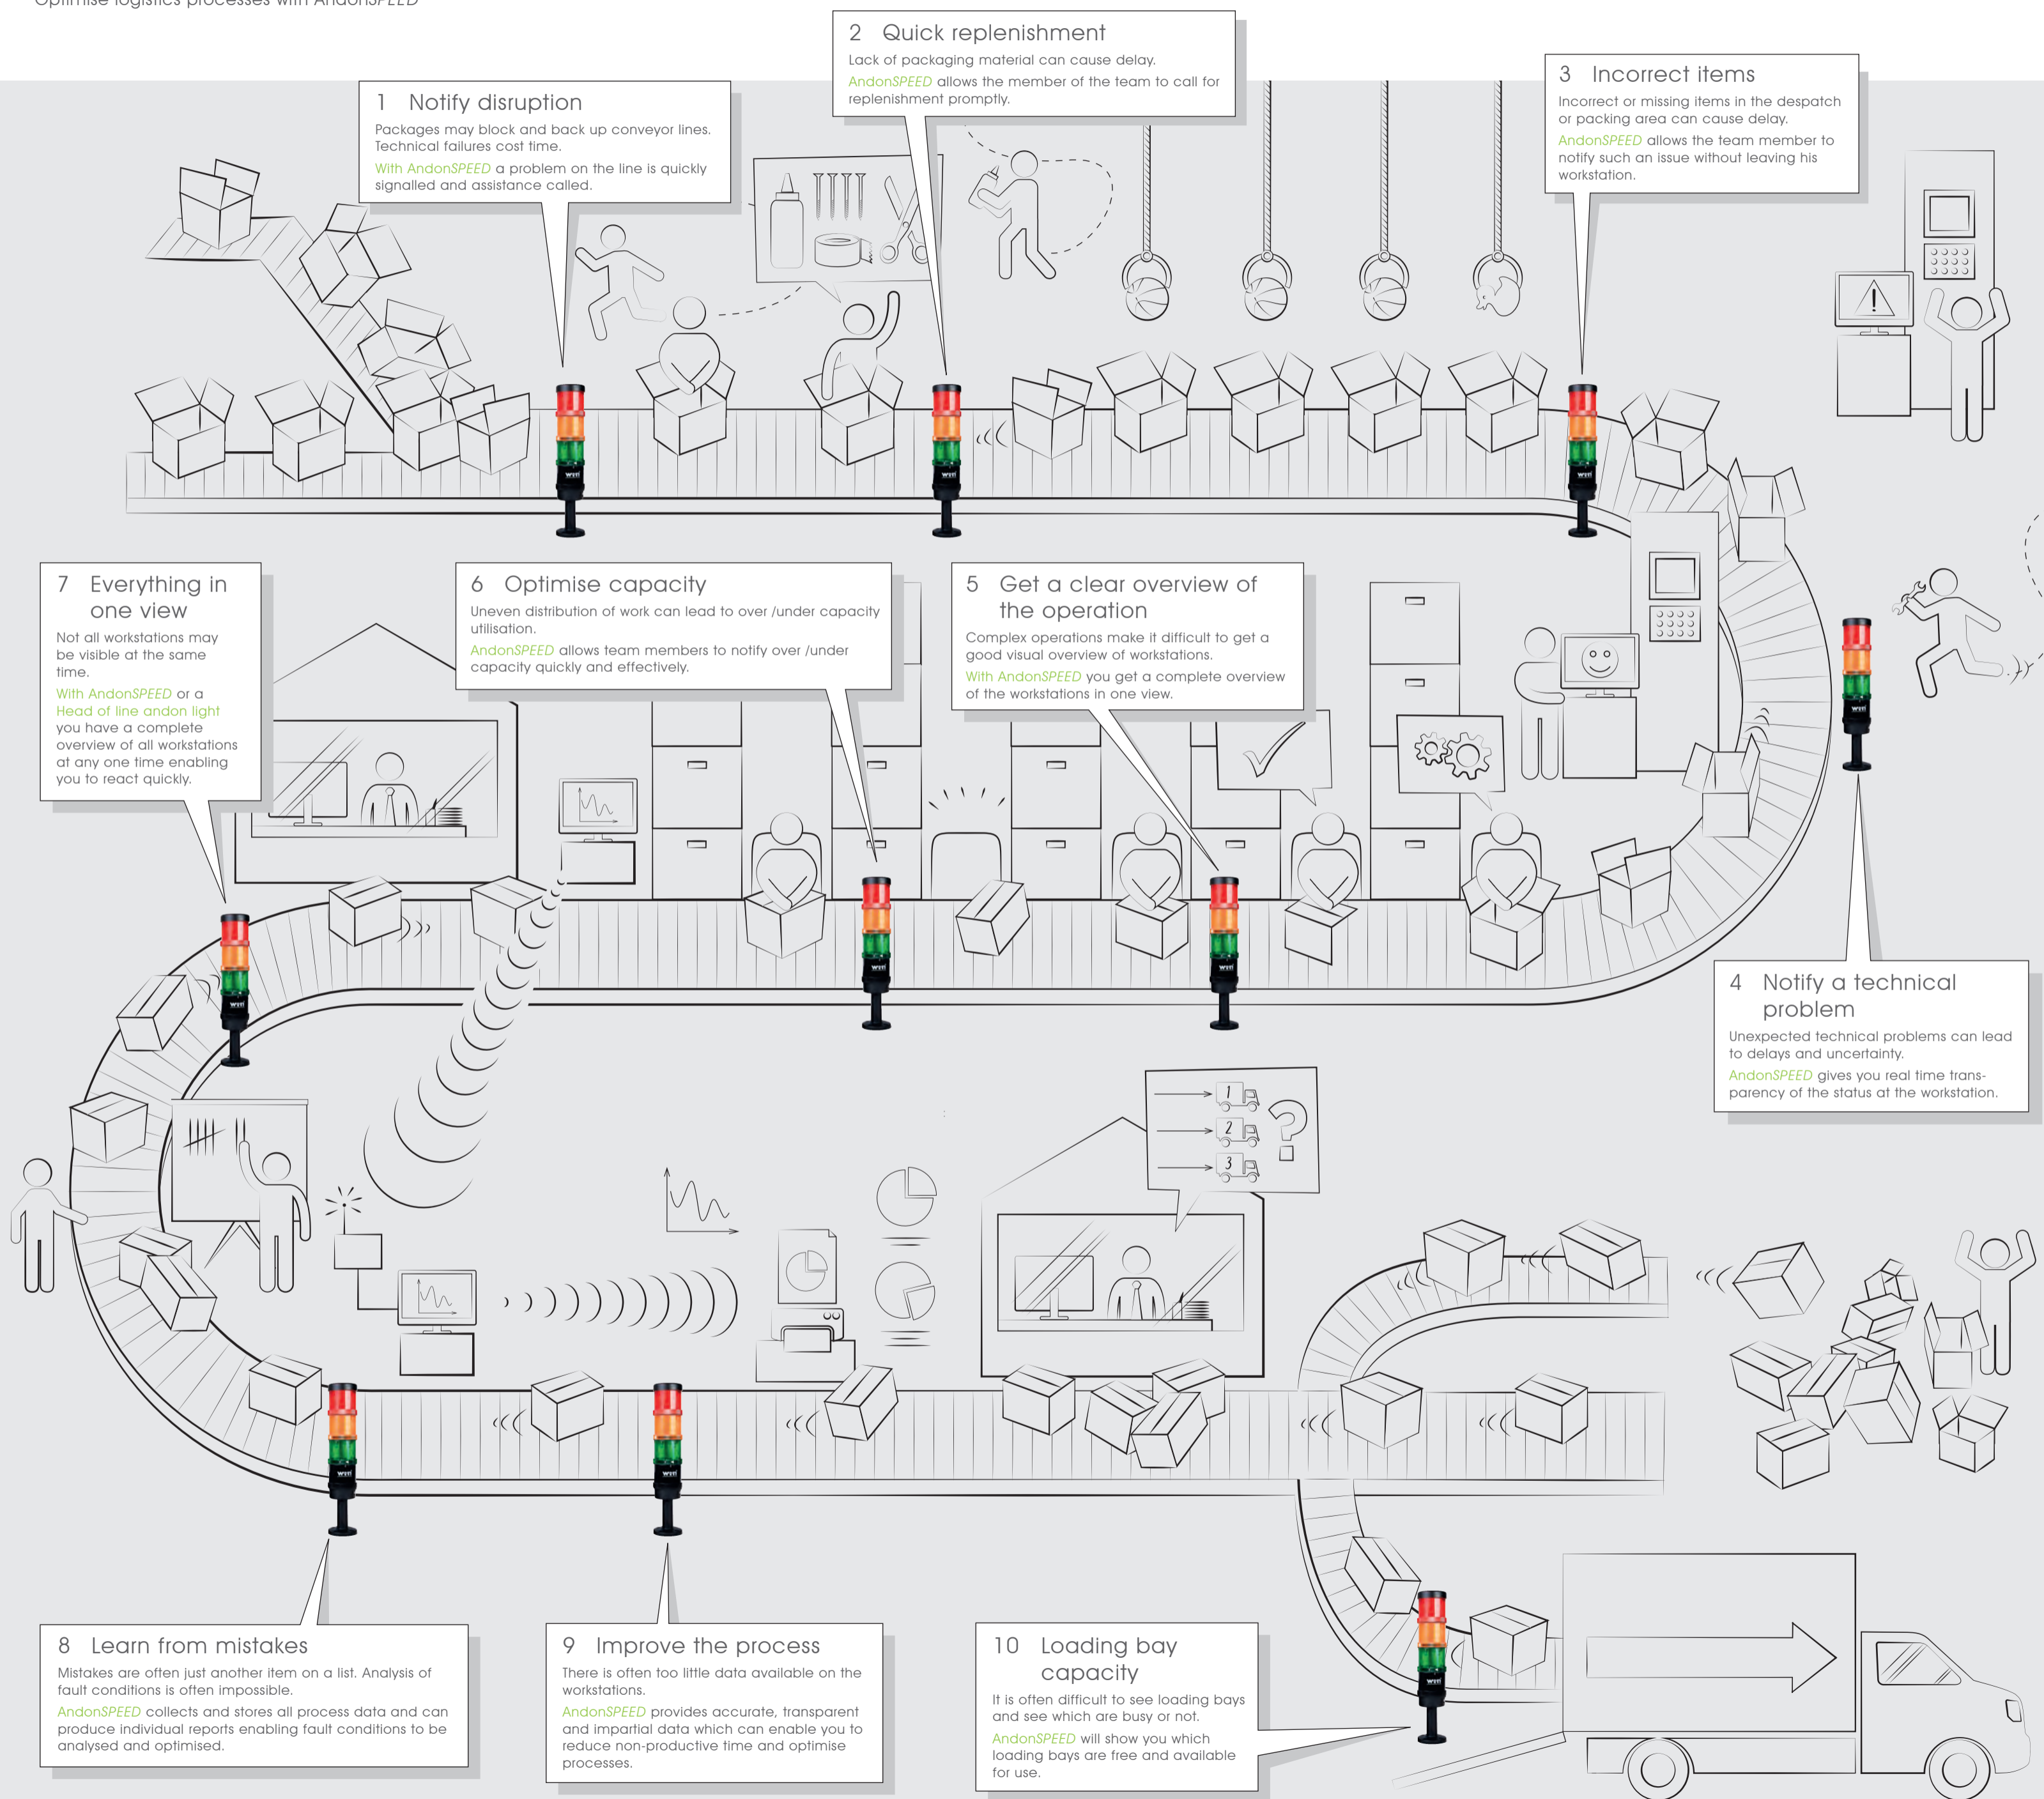 Optimise logistics processes with AndonSPEED
1 Notify disruption
Packages may block and back up conveyor lines.
Technical failures cost time.
With AndonSPEED a problem on the line is quickly
signalled and assistance called.
2 Quick replenishment
Lack of packaging material can cause delay.
AndonSPEED allows the member of the team to call for
replenishment promptly.
3 Incorrect items
Incorrect or missing items in the despatch
or packing area can cause delay.
AndonSPEED allows the team member to
notify such an issue without leaving his
workstation.
!
7 Everything in
one view
Not all workstations may
be visible at the same
time.
With AndonSPEED or a
Head of line andon light
you have a complete
overview of all workstations
at any one time enabling
you to react quickly.
6 Optimise capacity
Uneven distribution of work can lead to over /under capacity
utilisation.
AndonSPEED allows team members to notify over /under
capacity quickly and effectively.
5 Get a clear overview of
the operation
Complex operations make it difficult to get a
good visual overview of workstations.
With AndonSPEED you get a complete overview
of the workstations in one view.
4 Notify a technical
problem
Unexpected technical problems can lead
to delays and uncertainty.
AndonSPEED gives you real time trans-
parency of the status at the workstation.
1
2
3
?
8 Learn from mistakes
Mistakes are often just another item on a list. Analysis of
fault conditions is often impossible.
AndonSPEED collects and stores all process data and can
produce individual reports enabling fault conditions to be
analysed and optimised.
9 Improve the process
There is often too little data available on the
workstations.
AndonSPEED provides accurate, transparent
and impartial data which can enable you to
reduce non-productive time and optimise
processes.
10 Loading bay
capacity
It is often difficult to see loading bays
and see which are busy or not.
AndonSPEED will show you which
loading bays are free and available
for use.